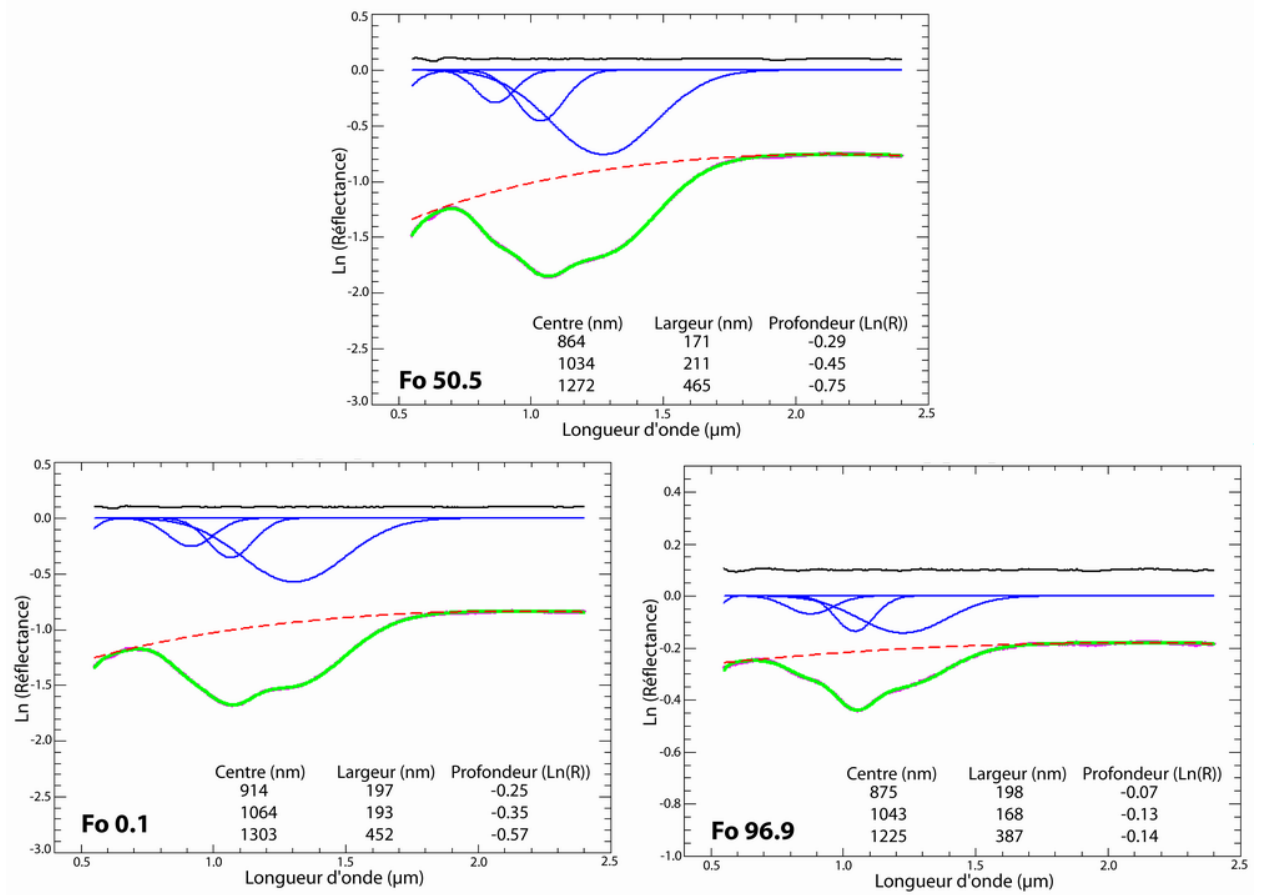 0.5
0.0
-0.5
-1.0
-1.5
-2.0
-2.5
-3.0
Ln (Réflectance)
Centre (nm) Largeur (nm) Profondeur (Ln(R))
864 171 -0.29
1034 211 -0.45
1272 465 -0.75
Fo 50.5
0.5 1.0 1.5 2.0 2.5
Longueur d'onde (µm)
0.5
0.0
-0.5
-1.0
-1.5
-2.0
-2.5
-3.0
Ln (Réflectance)
Centre (nm) Largeur (nm) Profondeur (Ln(R))
914 197 -0.25
1064 193 -0.35
1303 452 -0.57
Fo 0.1
0.5 1.0 1.5 2.0 2.5
Longueur d'onde (µm)
0.4
0.2
0.0
-0.2
-0.4
-0.6
-0.8
-1.0
Ln (Réflectance)
Centre (nm) Largeur (nm) Profondeur (Ln(R))
875 198 -0.07
1043 168 -0.13
1225 387 -0.14
Fo 96.9
0.5 1.0 1.5 2.0 2.5
Longueur d'onde (µm)